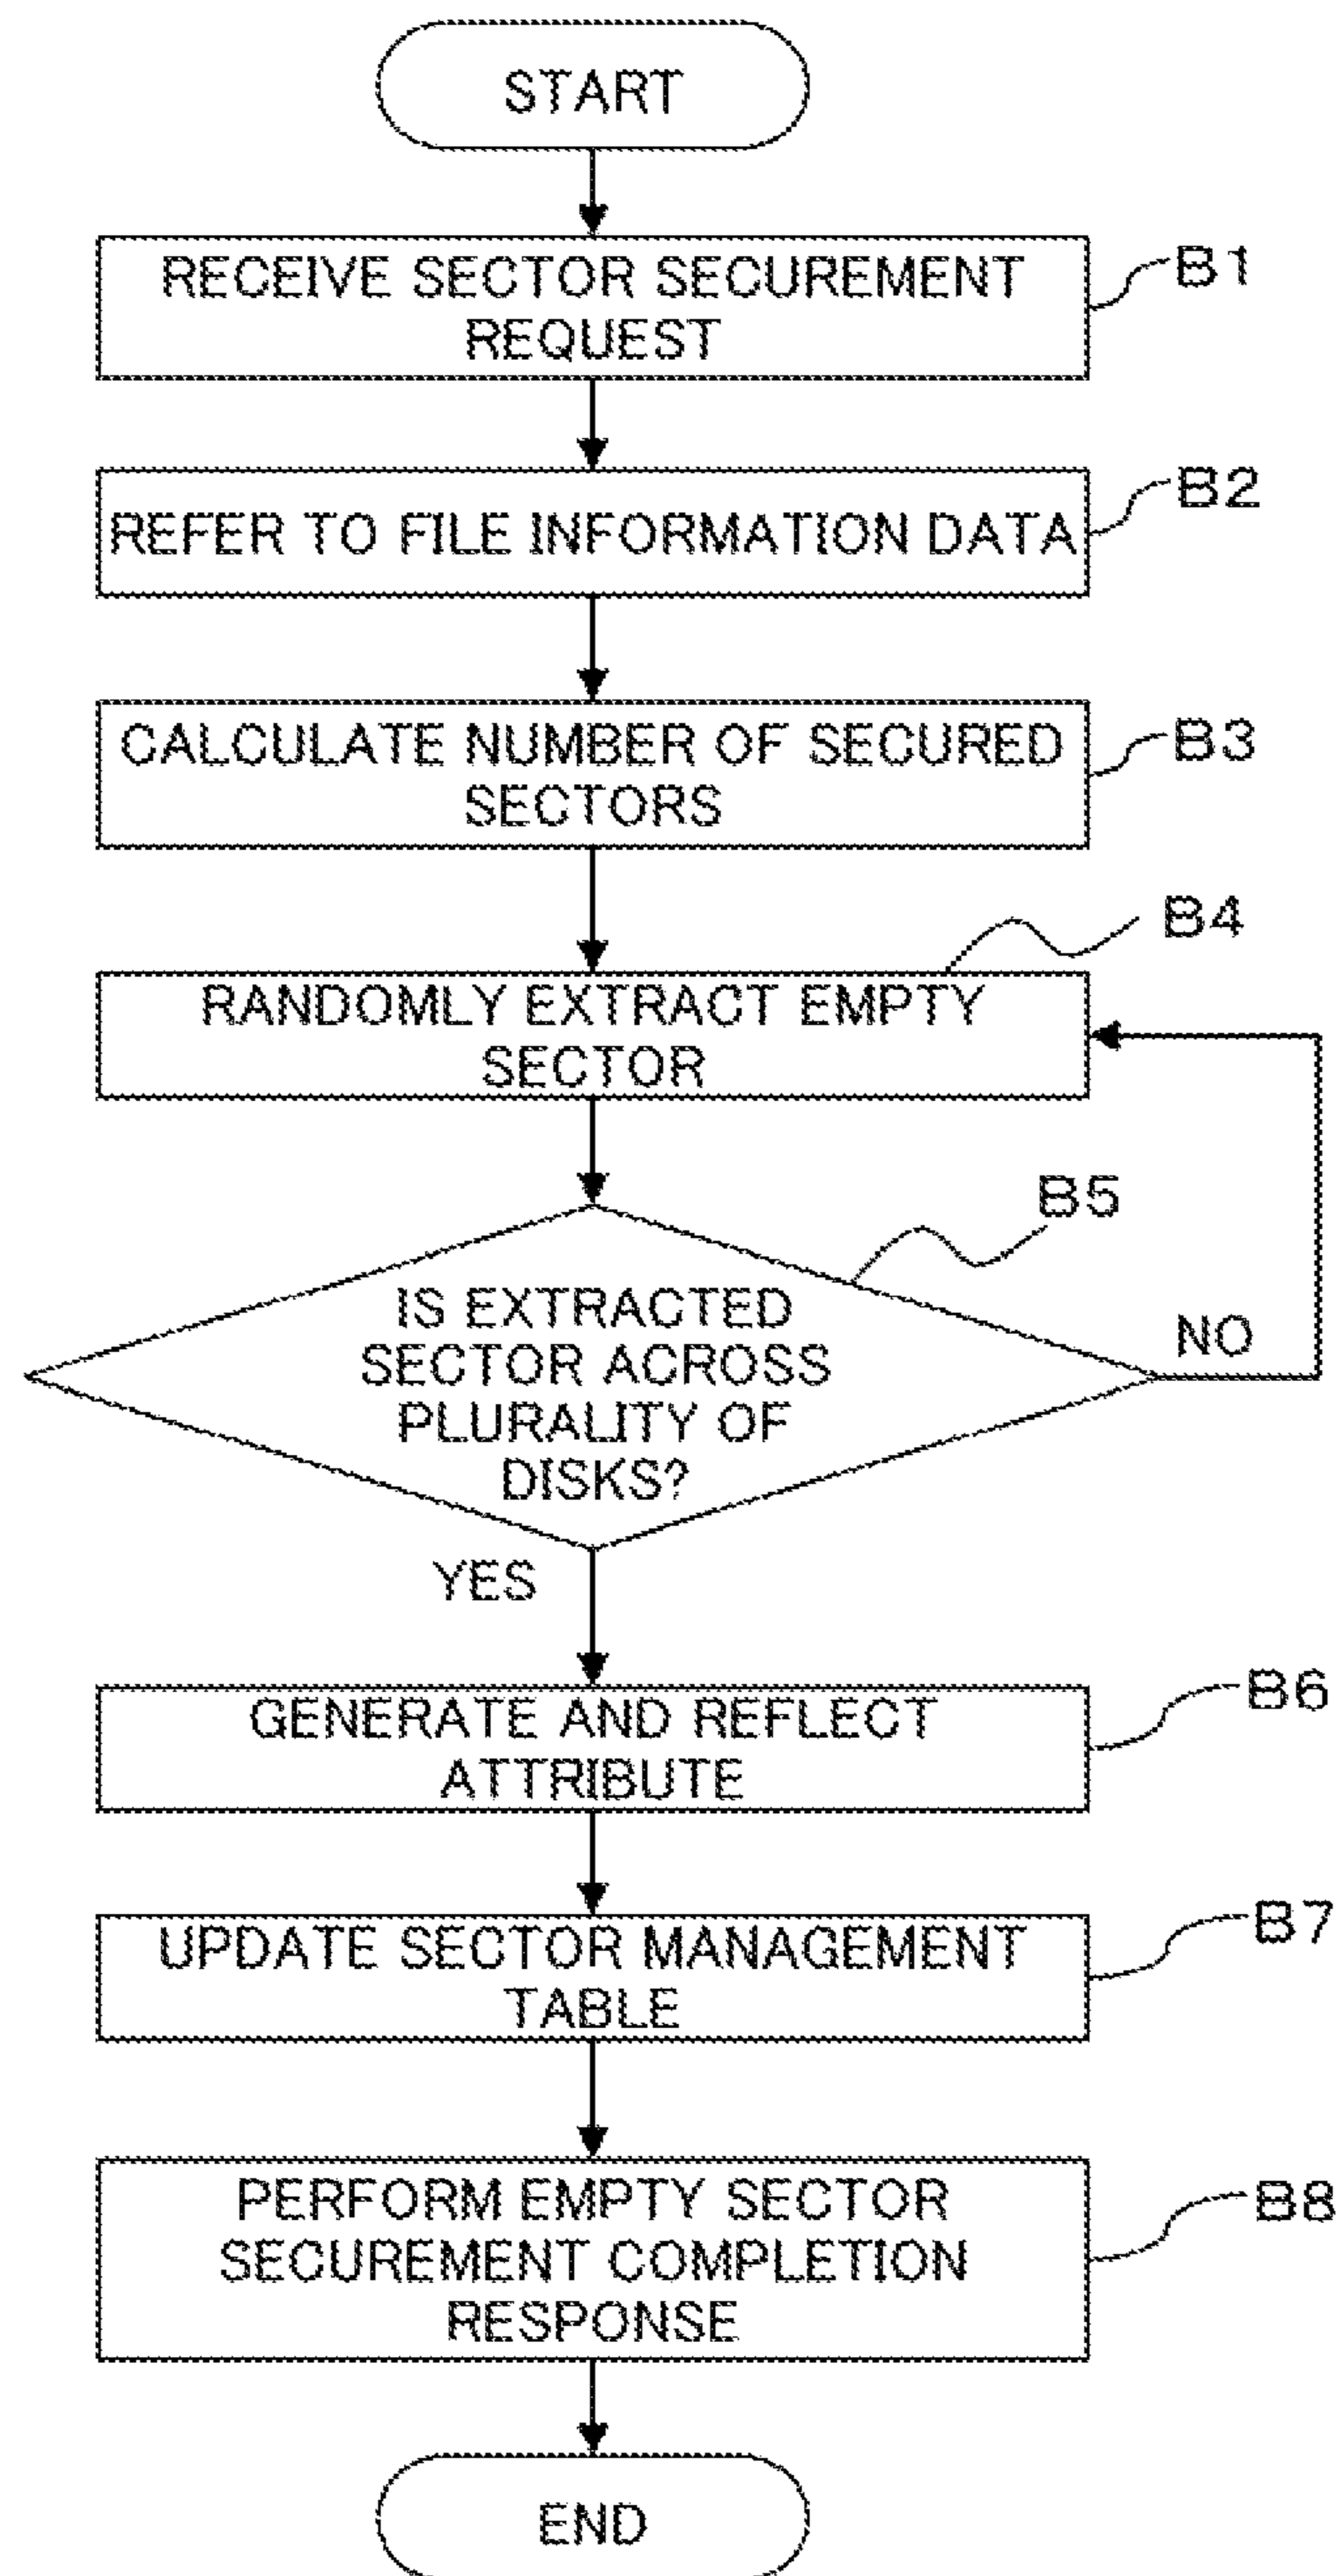 START
RECEIVE SECTOR SECUREMENT
REQUEST
B1
REFER TO FILE INFORMATION DATA
B2
CALCULATE NUMBER OF SECURED
SECTORS
B3
RANDOMLY EXTRACT EMPTY
SECTOR
B4
IS EXTRACTED
SECTOR ACROSS
PLURALITY OF
DISKS?
B5
NO
YES
GENERATE AND REFLECT
ATTRIBUTE
B6
UPDATE SECTOR MANAGEMENT
TABLE
B7
PERFORM EMPTY SECTOR
SECUREMENT COMPLETION
RESPONSE
B8
END